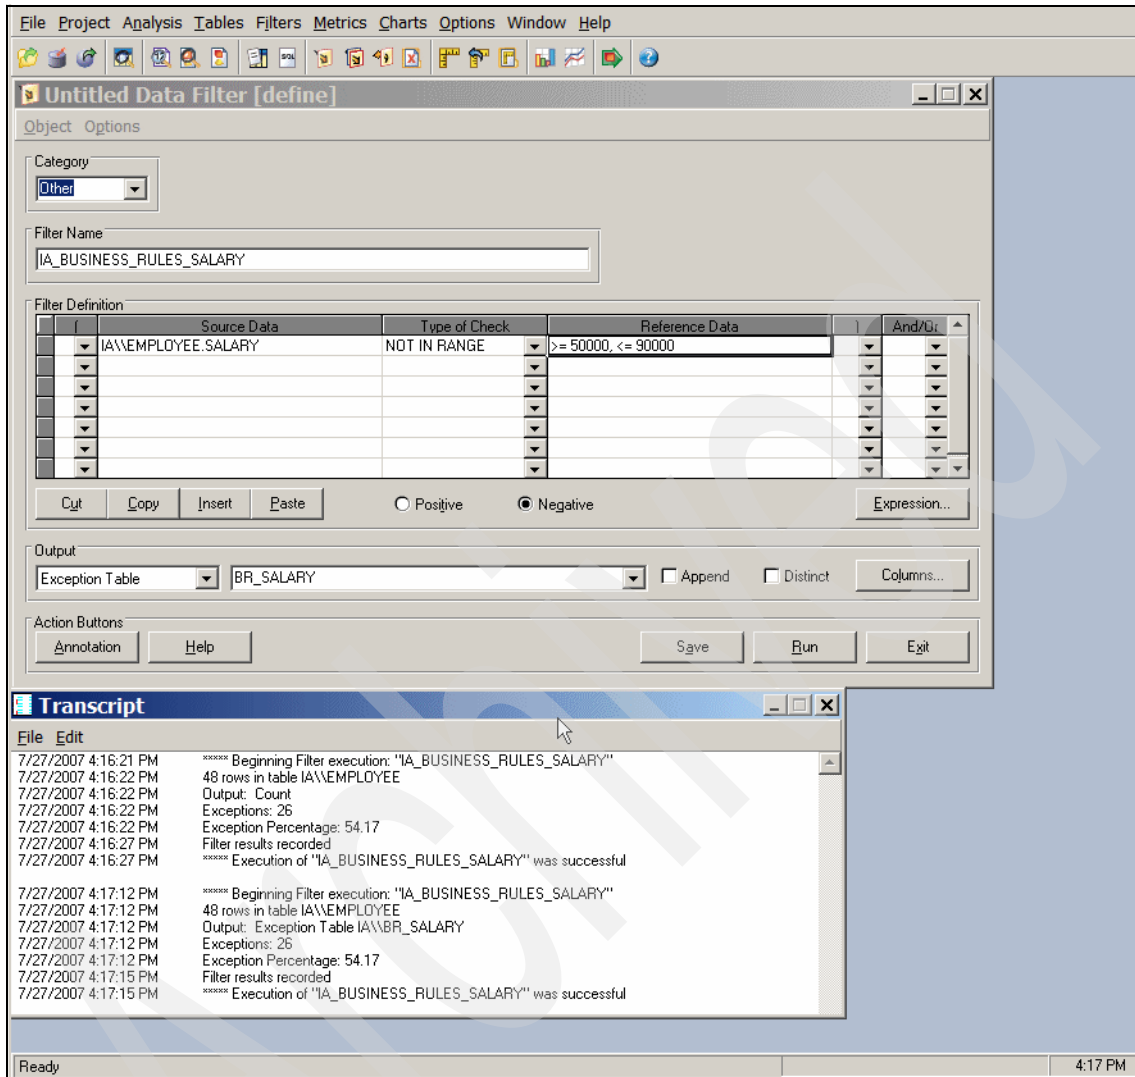 File Project Analysis Tables Filters Metrics Charts Options Window Help
SQL
Untitled Data Filter [define]
Object Options
Category
Other
Filter Name
IA_BUSINESS_RULES_SALARY
Filter Definition
( Source Data Type of Check Reference Data ) And/Or
IA\\EMPLOYEE.SALARY NOT IN RANGE >= 50000, <= 90000
Cut Copy Insert Paste Positive Negative Expression...
Output
Exception Table BR_SALARY Append Distinct Columns...
Action Buttons
Annotation Help Save Run Exit
Transcript
File Edit
7/27/2007 4:16:21 PM ***** Beginning Filter execution: "IA_BUSINESS_RULES_SALARY"
7/27/2007 4:16:22 PM 48 rows in table IA\\EMPLOYEE
7/27/2007 4:16:22 PM Output: Count
7/27/2007 4:16:22 PM Exceptions: 26
7/27/2007 4:16:22 PM Exception Percentage: 54.17
7/27/2007 4:16:27 PM Filter results recorded
7/27/2007 4:16:27 PM ***** Execution of "IA_BUSINESS_RULES_SALARY" was successful
7/27/2007 4:17:12 PM ***** Beginning Filter execution: "IA_BUSINESS_RULES_SALARY"
7/27/2007 4:17:12 PM 48 rows in table IA\\EMPLOYEE
7/27/2007 4:17:12 PM Output: Exception Table IA\\BR_SALARY
7/27/2007 4:17:12 PM Exceptions: 26
7/27/2007 4:17:12 PM Exception Percentage: 54.17
7/27/2007 4:17:15 PM Filter results recorded
7/27/2007 4:17:15 PM ***** Execution of "IA_BUSINESS_RULES_SALARY" was successful
Ready 4:17 PM
Archived